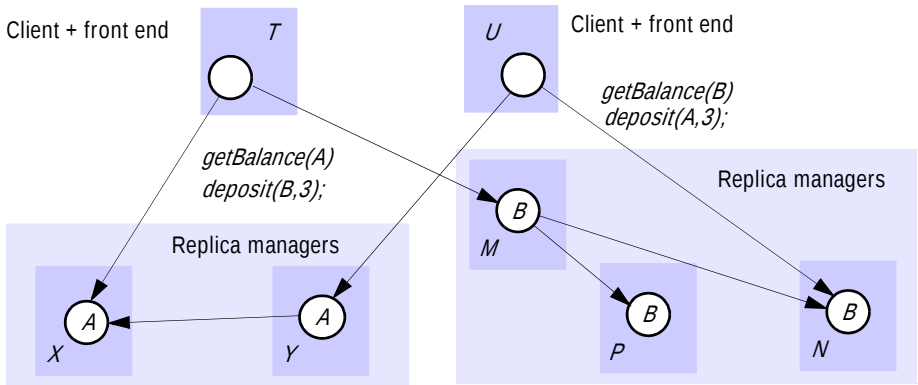 Client + front end
T
U
Client + front end
getBalance(B)
deposit(A,3);
getBalance(A)
deposit(B,3);
Replica managers
B
M
Replica managers
A
X
A
Y
B
P
B
N